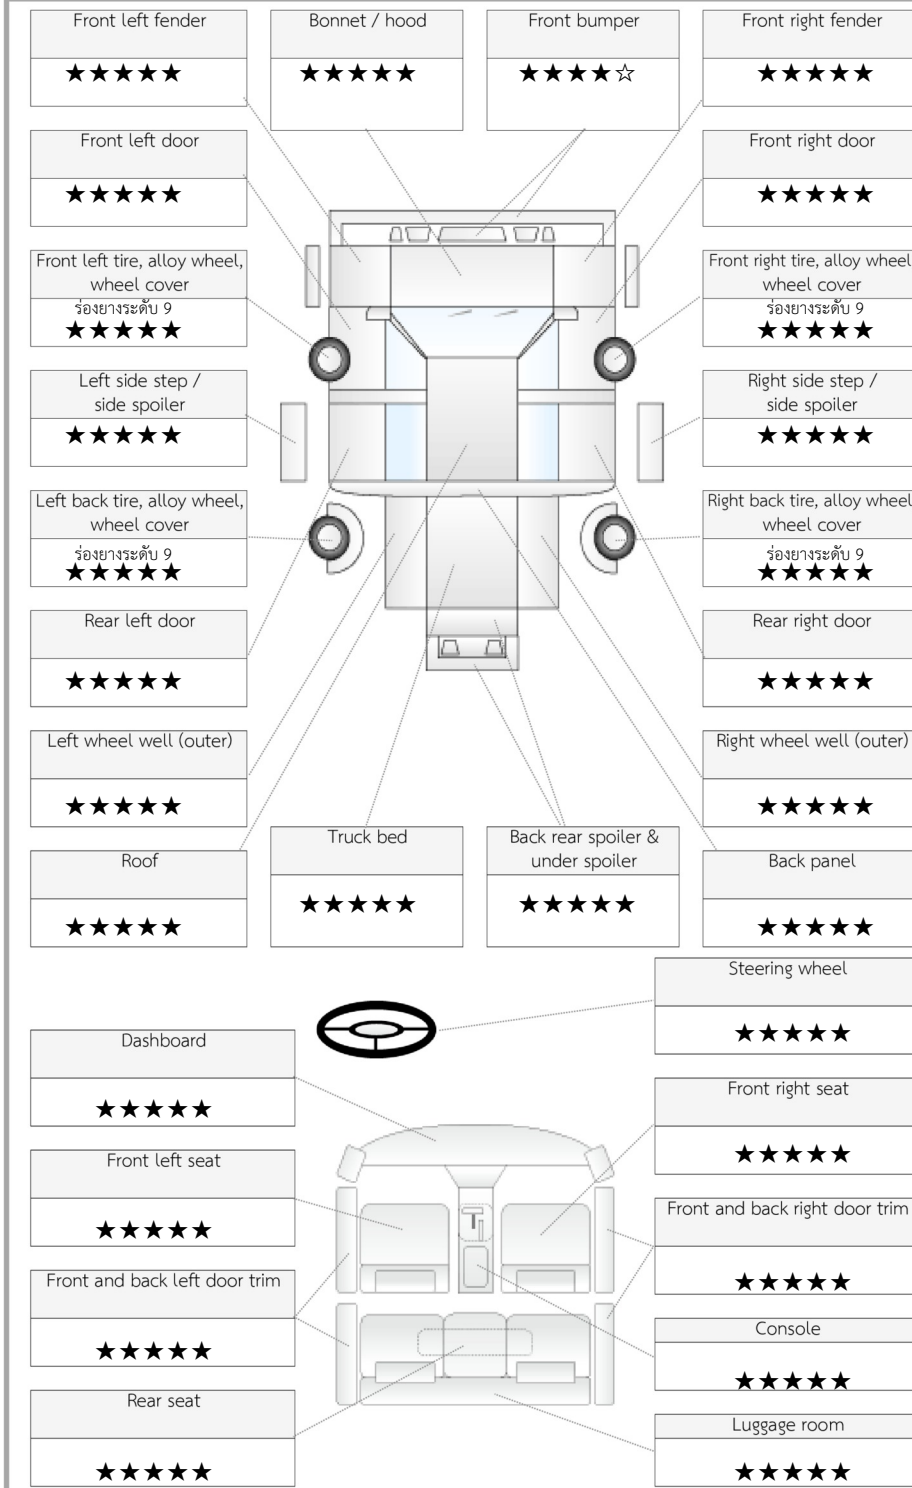 Front left fender
★★★★★
Bonnet / hood
★★★★★
Front bumper
★★★★☆
Front right fender
★★★★★
Front left door
★★★★★
Front right door
★★★★★
Front left tire, alloy wheel,
wheel cover
ร่องยางระดับ 9
★★★★★
Front right tire, alloy wheel
wheel cover
ร่องยางระดับ 9
★★★★★
Left side step /
side spoiler
★★★★★
Right side step /
side spoiler
★★★★★
Left back tire, alloy wheel,
wheel cover
ร่องยางระดับ 9
★★★★★
Right back tire, alloy wheel
wheel cover
ร่องยางระดับ 9
★★★★★
Rear left door
★★★★★
Rear right door
★★★★★
Left wheel well (outer)
★★★★★
Right wheel well (outer)
★★★★★
Roof
★★★★★
Truck bed
★★★★★
Back rear spoiler &
under spoiler
★★★★★
Back panel
★★★★★
Steering wheel
★★★★★
Dashboard
★★★★★
Front right seat
★★★★★
Front left seat
★★★★★
Front and back right door trim
★★★★★
Front and back left door trim
★★★★★
Console
★★★★★
Rear seat
★★★★★
Luggage room
★★★★★